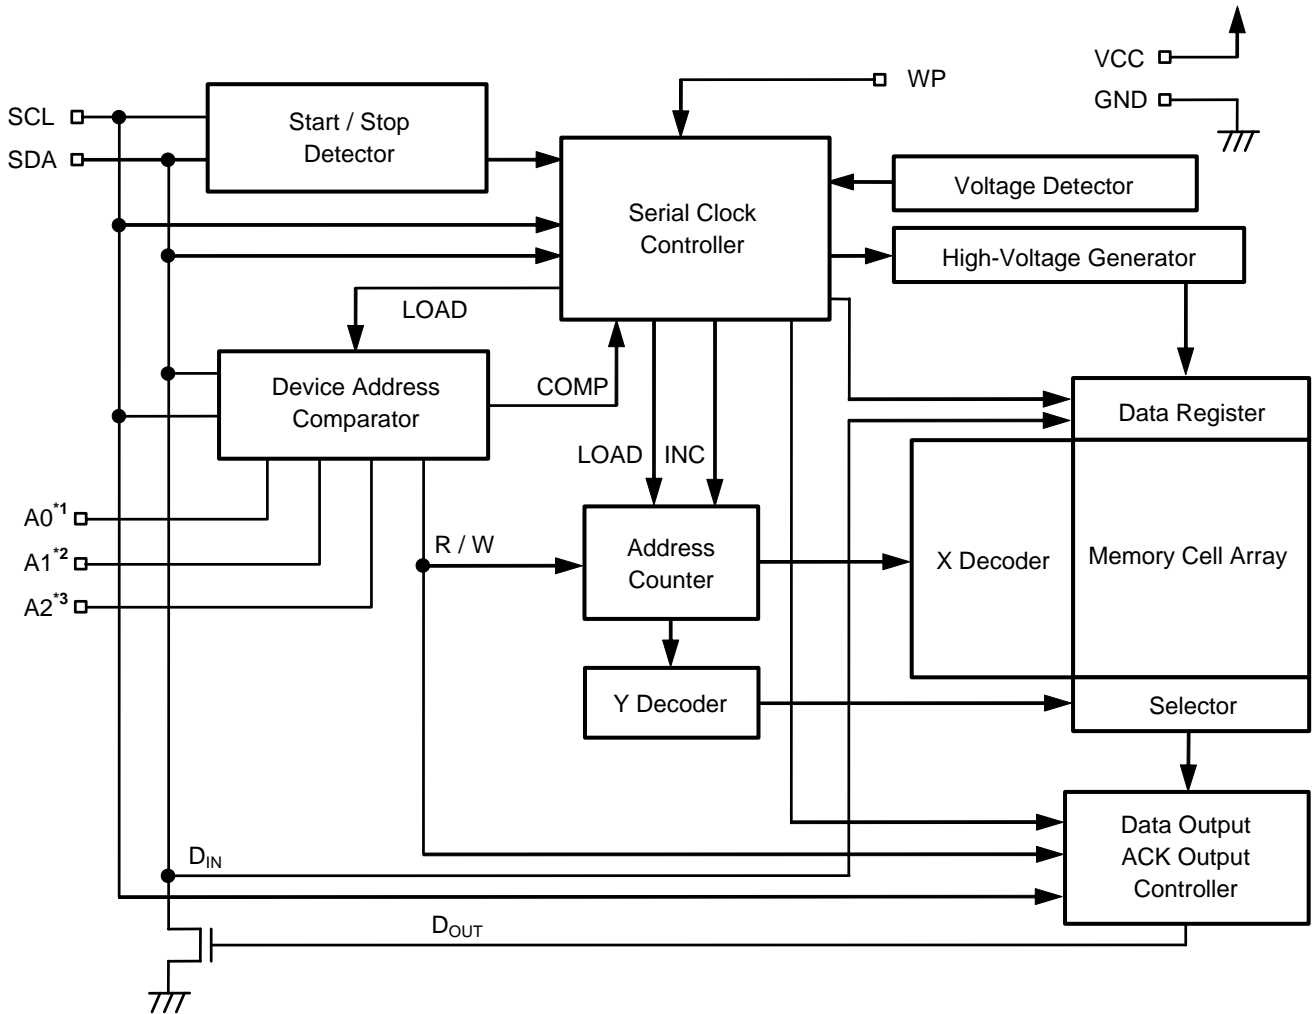 VCC
WP
GND
SCL
SDA
Start / Stop
Detector
Serial Clock
Controller
Voltage Detector
High-Voltage Generator
LOAD
Device Address
Comparator
COMP
Data Register
LOAD INC
A0*1
A1*2
A2*3
R / W
Address
Counter
X Decoder
Memory Cell Array
Y Decoder
Selector
Data Output
ACK Output
Controller
DIN
DOUT